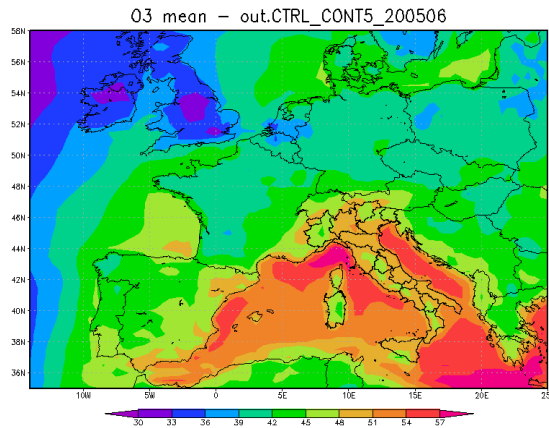 O3 mean – out.CTRL_CONT5_200506
58N
56N
54N
52N
50N
48N
46N
44N
42N
40N
38N
36N
10W 5W 0 5E 10E 15E 20E 25E
30 33 36 39 42 45 48 51 54 57